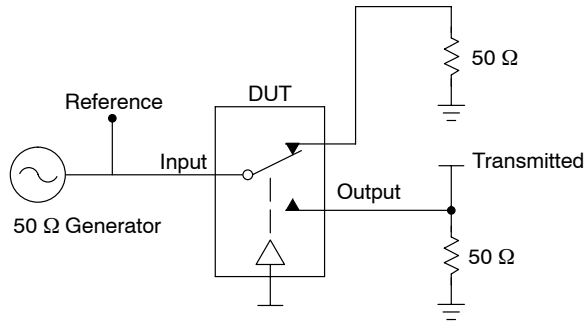 50 Ω
DUT
Reference
Input
Transmitted
Output
50 Ω Generator
50 Ω